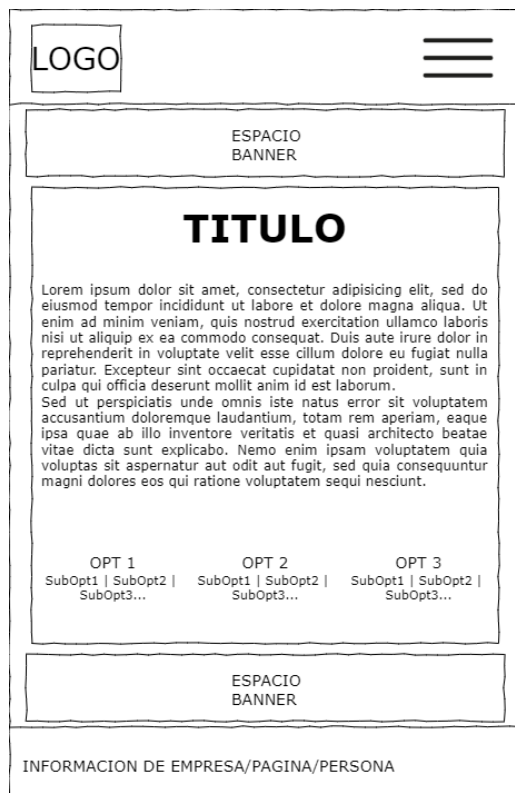 LOGO
ESPACIO
BANNER
TITULO
Lorem ipsum dolor sit amet, consectetur adipisicing elit, sed do
eiusmod tempor incididunt ut labore et dolore magna aliqua. Ut
enim ad minim veniam, quis nostrud exercitation ullamco laboris
nisi ut aliquip ex ea commodo consequat. Duis aute irure dolor in
reprehenderit in voluptate velit esse cillum dolore eu fugiat nulla
pariatur. Excepteur sint occaecat cupidatat non proident, sunt in
culpa qui officia deserunt mollit anim id est laborum.
Sed ut perspiciatis unde omnis iste natus error sit voluptatem
accusantium doloremque laudantium, totam rem aperiam, eaque
ipsa quae ab illo inventore veritatis et quasi architecto beatae
vitae dicta sunt explicabo. Nemo enim ipsam voluptatem quia
voluptas sit aspernatur aut odit aut fugit, sed quia consequuntur
magni dolores eos qui ratione voluptatem sequi nesciunt.
OPT 1
SubOpt1 | SubOpt2 |
SubOpt3...
OPT 2
SubOpt1 | SubOpt2 |
SubOpt3...
OPT 3
SubOpt1 | SubOpt2 |
SubOpt3...
ESPACIO
BANNER
INFORMACION DE EMPRESA/PAGINA/PERSONA